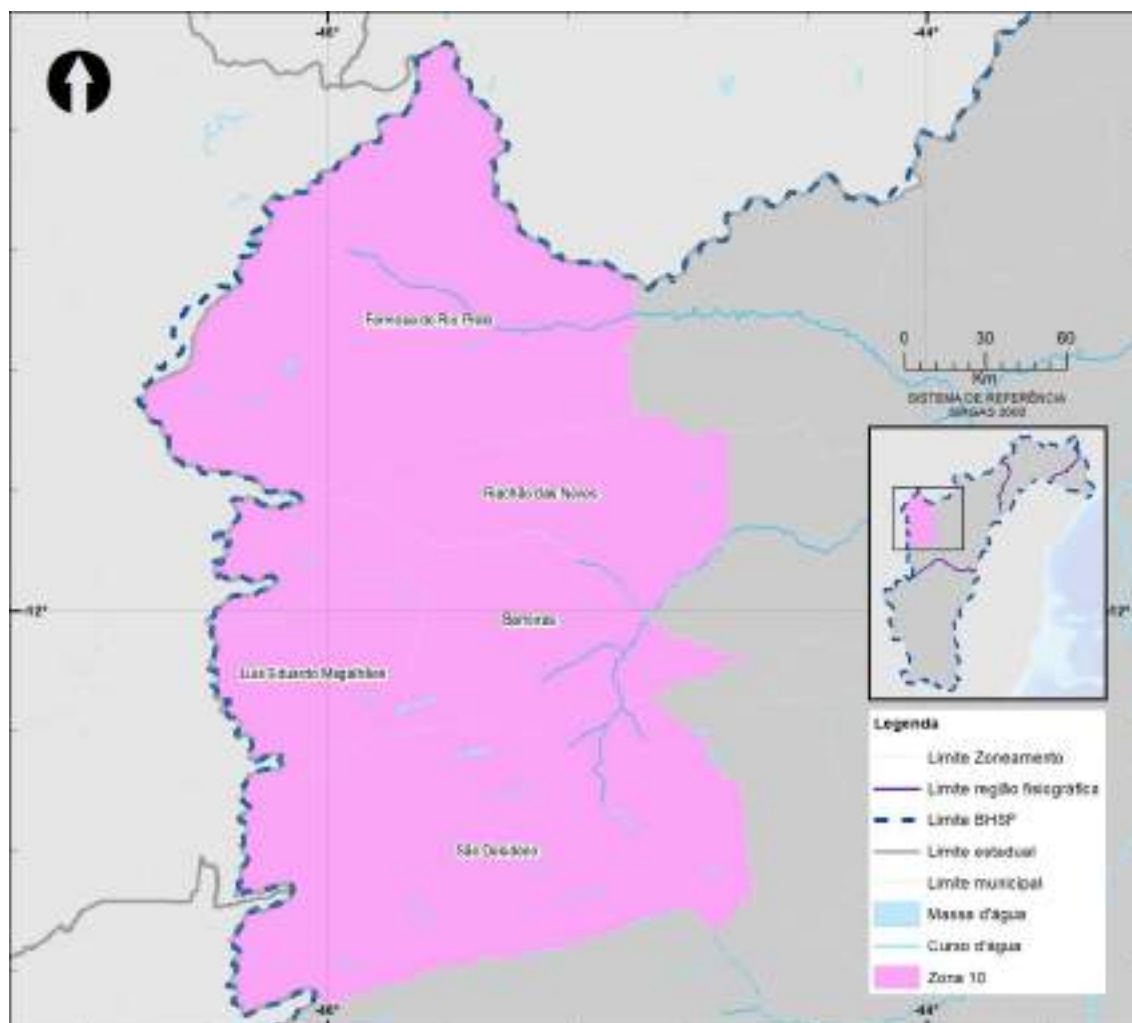 -46°
-44°
Formosa do Rio Preto
0 30 60
Km
SISTEMA DE REFERÊNCIA
SIRGAS 2000
Riachão das Neves
-12°
Barreiras
-12°
Luís Eduardo Magalhães
São Desidério
Legenda
Limite Zoneamento
Limite região fisiográfica
Limite BHSF
Limite estadual
Limite municipal
Massa d'água
Curso d'água
Zona 10
-46°
-44°